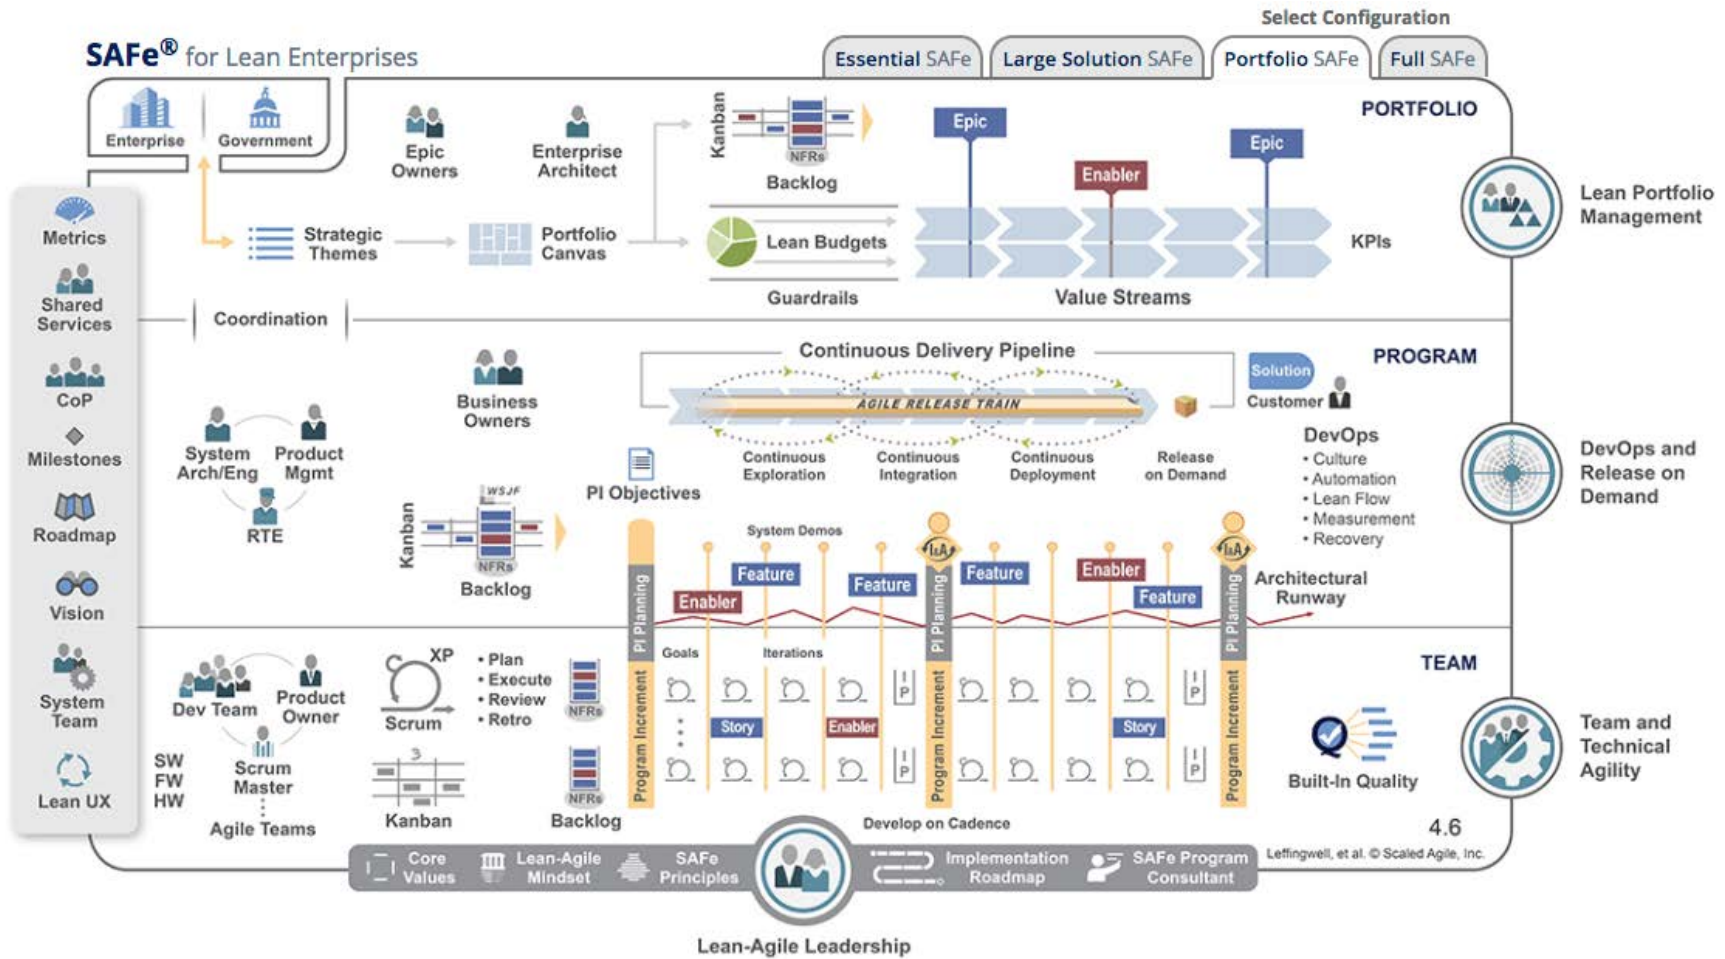 Select Configuration
SAFe® for Lean Enterprises
Essential SAFe
Large Solution SAFe
Portfolio SAFe
Full SAFe
Enterprise
Government
Epic
Owners
Enterprise
Architect
Kanban
NFRs
Backlog
Epic
Enabler
Epic
PORTFOLIO
Lean Portfolio
Management
Strategic
Themes
Portfolio
Canvas
Lean Budgets
Guardrails
Value Streams
KPIs
Metrics
Shared
Services
CoP
Milestones
Roadmap
Vision
System
Team
Lean UX
Coordination
Business
Owners
Continuous Delivery Pipeline
AGILE RELEASE TRAIN
Continuous
Exploration
Continuous
Integration
Continuous
Deployment
Release
on Demand
Solution
Customer
PROGRAM
DevOps
• Culture
• Automation
• Lean Flow
• Measurement
• Recovery
DevOps and
Release on
Demand
System
Arch/Eng
Product
Mgmt
RTE
Kanban
WSJF
NFRs
Backlog
PI Objectives
System Demos
Enabler
Feature
Feature
I&A
Feature
Enabler
Feature
I&A
Architectural
Runway
PI Planning
PI Planning
PI Planning
TEAM
Dev Team
Product
Owner
Scrum
Master
Agile Teams
SW
FW
HW
XP
Scrum
3
Kanban
• Plan
• Execute
• Review
• Retro
NFRs
NFRs
Backlog
Program Increment
Goals
Iterations
Story
Enabler
I
P
I
P
Program Increment
Story
I
P
I
P
Program Increment
Develop on Cadence
Built-In Quality
Team and
Technical
Agility
4.6
Leffingwell, et al. © Scaled Agile, Inc.
Core
Values
Lean-Agile
Mindset
SAFe
Principles
Implementation
Roadmap
SAFe Program
Consultant
Lean-Agile Leadership